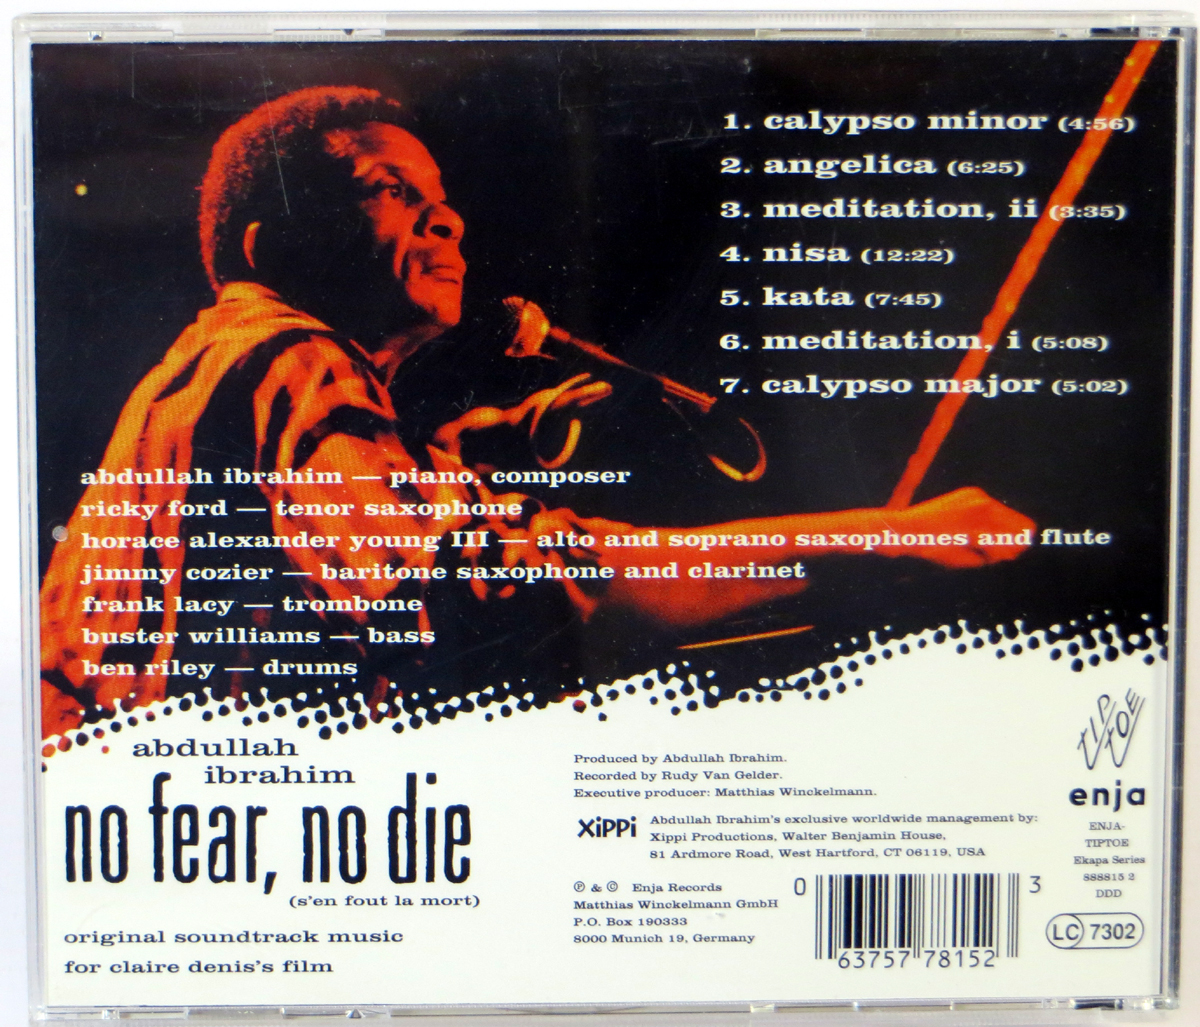 1. calypso minor (4:56)
2. angelica (6:25)
3. meditation, ii (3:35)
4. nisa (12:22)
5. kata (7:45)
6. meditation, i (5:08)
7. calypso major (5:02)
abdullah ibrahim — piano, composer
ricky ford — tenor saxophone
horace alexander young III — alto and soprano saxophones and flute
jimmy cozier — baritone saxophone and clarinet
frank lacy — trombone
buster williams — bass
ben riley — drums
abdullah
ibrahim
no fear, no die
(s'en fout la mort)
original soundtrack music
for claire denis's film
Produced by Abdullah Ibrahim.
Recorded by Rudy Van Gelder.
Executive producer: Matthias Winckelmann.
XiPPi
Abdullah Ibrahim's exclusive worldwide management by:
Xippi Productions, Walter Benjamin House,
81 Ardmore Road, West Hartford, CT 06119, USA
℗ & © Enja Records
Matthias Winckelmann GmbH
P.O. Box 190333
8000 Munich 19, Germany
0 63757 78152 3
TIP
TOE
enja
ENJA-
TIPTOE
Ekapa Series
888815 2
DDD
LC 7302